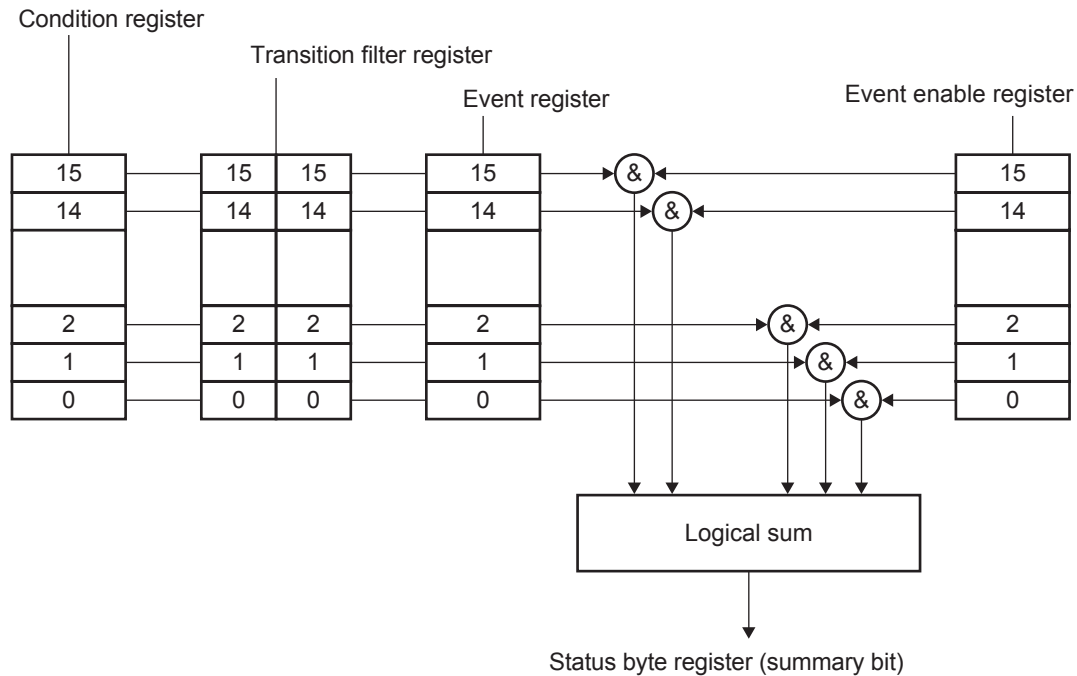 Condition register
Transition filter register
Event register
Event enable register
15 15 15 15 & 15
14 14 14 14 & 14
2 2 2 2 & 2
1 1 1 1 & 1
0 0 0 0 & 0
Logical sum
Status byte register (summary bit)